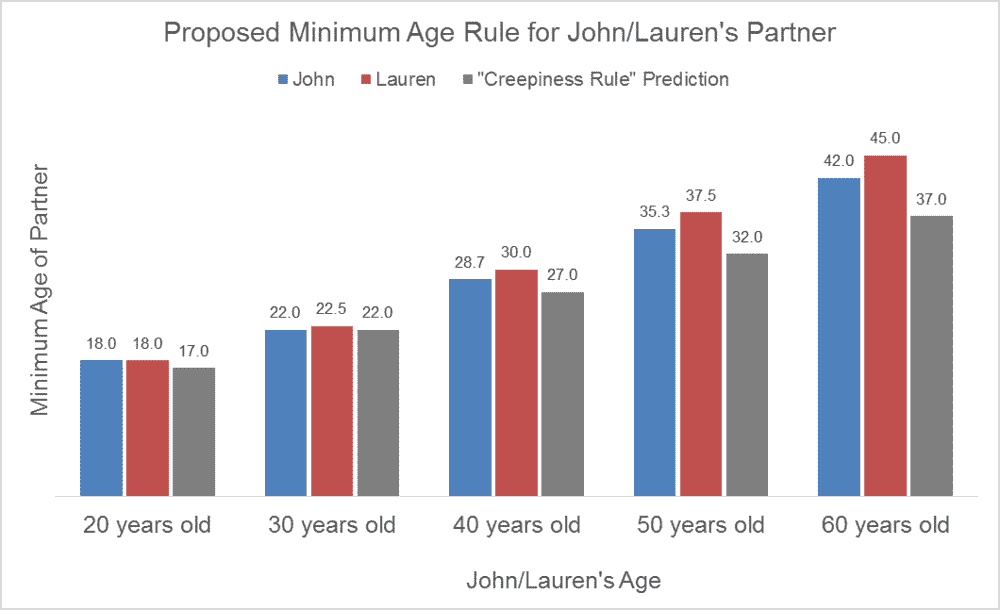 Proposed Minimum Age Rule for John/Lauren's Partner
John Lauren "Creepiness Rule" Prediction
Minimum Age of Partner
18.0 18.0 17.0
22.0 22.5 22.0
28.7 30.0 27.0
35.3 37.5 32.0
42.0 45.0 37.0
20 years old 30 years old 40 years old 50 years old 60 years old
John/Lauren's Age